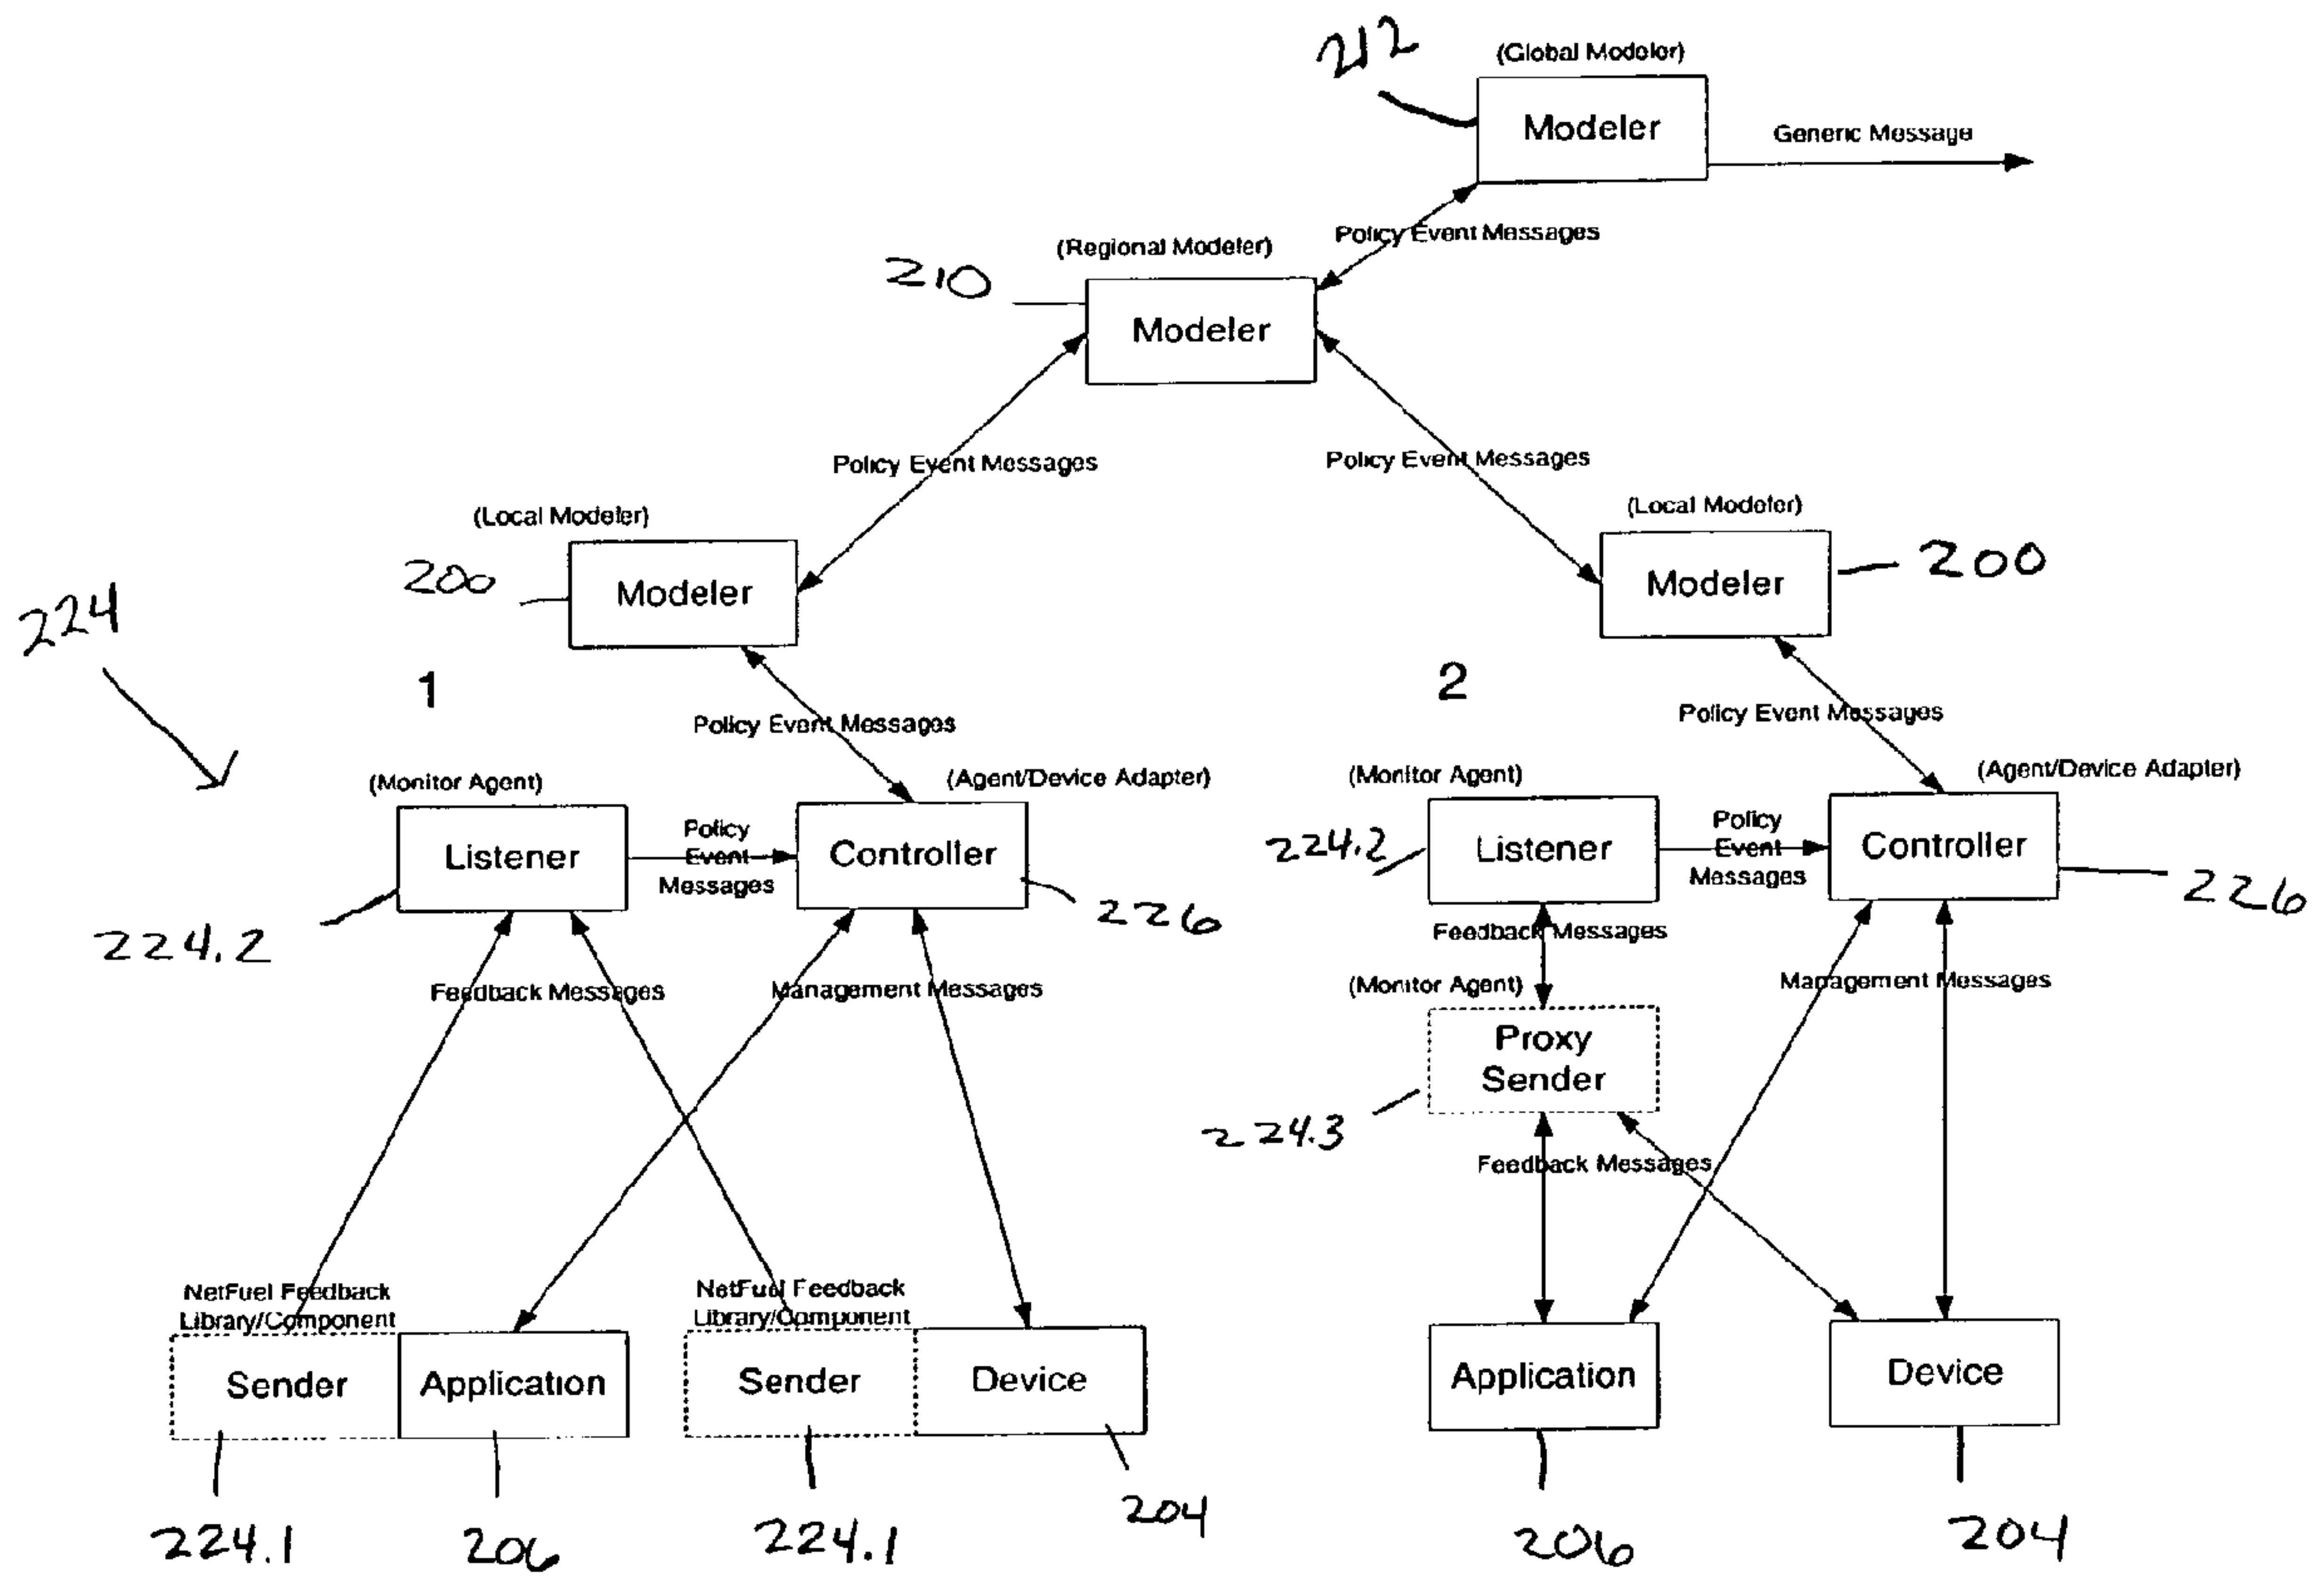 212
(Global Modeler)
Modeler
Generic Message
Policy Event Messages
(Regional Modeler)
210
Modeler
Policy Event Messages
Policy Event Messages
(Local Modeler)
200
Modeler
(Local Modeler)
Modeler
200
224
1
2
Policy Event Messages
Policy Event Messages
(Monitor Agent)
(Agent/Device Adapter)
Listener
Policy
Event
Messages
Controller
224.2
226
(Monitor Agent)
(Agent/Device Adapter)
224.2
Listener
Policy
Event
Messages
Controller
226
Feedback Messages
Management Messages
Feedback Messages
(Monitor Agent)
Management Messages
Proxy
Sender
224.3
Feedback Messages
NetFuel Feedback
Library/Component
NetFuel Feedback
Library/Component
Sender
Application
Sender
Device
Application
Device
224.1
206
224.1
204
206
204